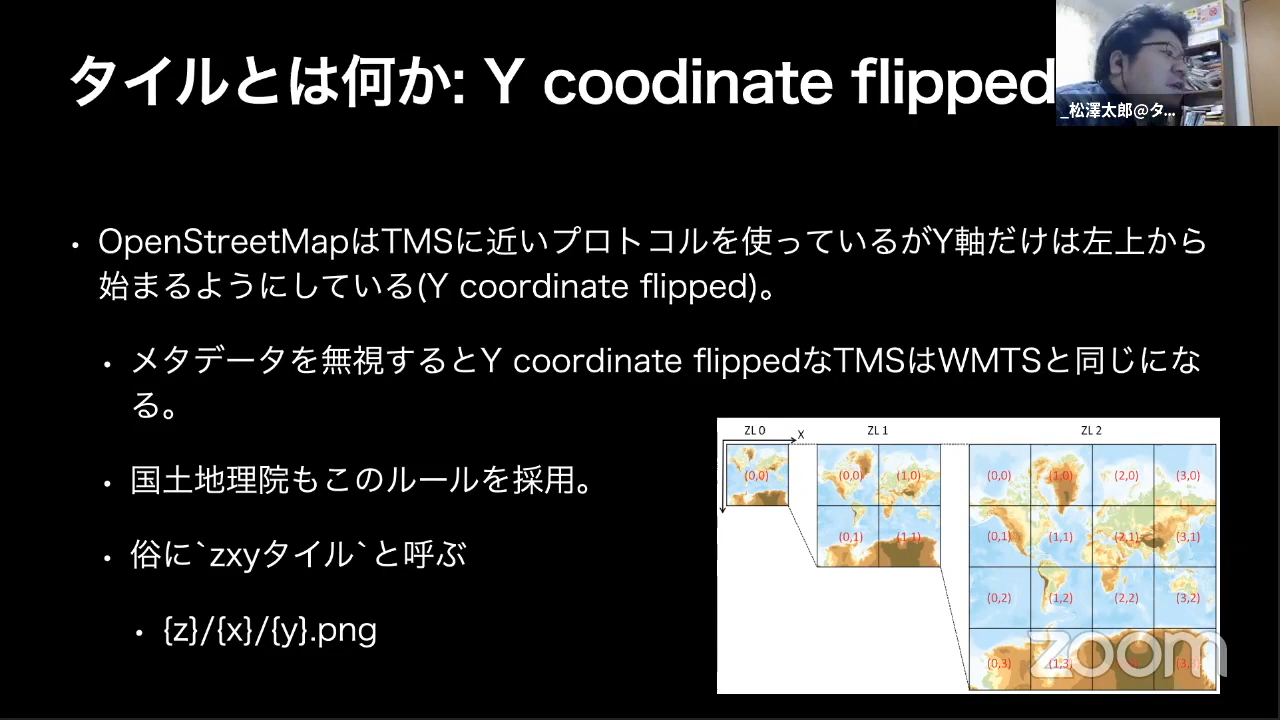 タイルとは何か: Y coodinate flipped
_松澤太郎@タ...
• OpenStreetMapはTMSに近いプロトコルを使っているがY軸だけは左上から
始まるようにしている(Y coordinate flipped)。
• メタデータを無視するとY coordinate flippedなTMSはWMTSと同じにな
る。
• 国土地理院もこのルールを採用。
• 俗に`zxyタイル`と呼ぶ
• {z}/{x}/{y}.png
ZL 0 X ZL 1 ZL 2
(0,0) (0,0) (1,0) (0,0) (1,0) (2,0) (3,0)
(0,1) (1,1) (0,1) (1,1) (2,1) (3,1)
(0,2) (1,2) (2,2) (3,2)
(0,3) (1,3)
zoom